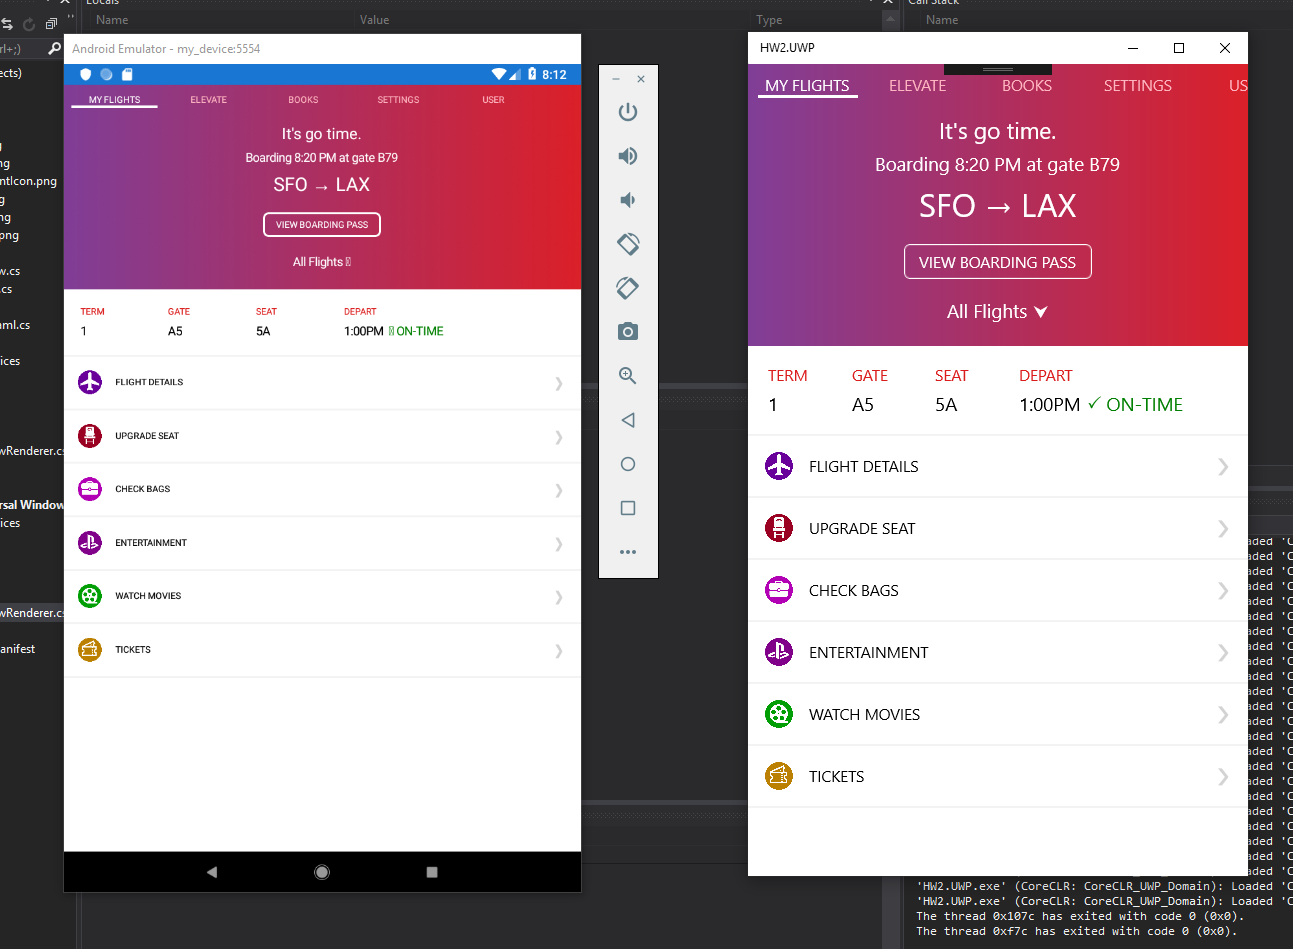 Locals
Call Stack
Name
Value
Type
Name
rl+;)
ects)
ng
ntIcon.png
ng
png
w.cs
.cs
ml.cs
ices
wRenderer.cs
rsal Window
ices
wRenderer.cs
anifest
Android Emulator - my_device:5554
8:12
MY FLIGHTS
ELEVATE
BOOKS
SETTINGS
USER
It's go time.
Boarding 8:20 PM at gate B79
SFO → LAX
VIEW BOARDING PASS
All Flights
TERM
GATE
SEAT
DEPART
1
A5
5A
1:00PM ON-TIME
FLIGHT DETAILS
UPGRADE SEAT
CHECK BAGS
ENTERTAINMENT
WATCH MOVIES
TICKETS
HW2.UWP
MY FLIGHTS
ELEVATE
BOOKS
SETTINGS
US
It's go time.
Boarding 8:20 PM at gate B79
SFO → LAX
VIEW BOARDING PASS
All Flights
TERM
GATE
SEAT
DEPART
1
A5
5A
1:00PM ✓ ON-TIME
FLIGHT DETAILS
UPGRADE SEAT
CHECK BAGS
ENTERTAINMENT
WATCH MOVIES
TICKETS
'HW2.UWP.exe' (CoreCLR: CoreCLR_UWP_Domain): Loaded 'C
'HW2.UWP.exe' (CoreCLR: CoreCLR_UWP_Domain): Loaded 'C
The thread 0x107c has exited with code 0 (0x0).
The thread 0xf7c has exited with code 0 (0x0).